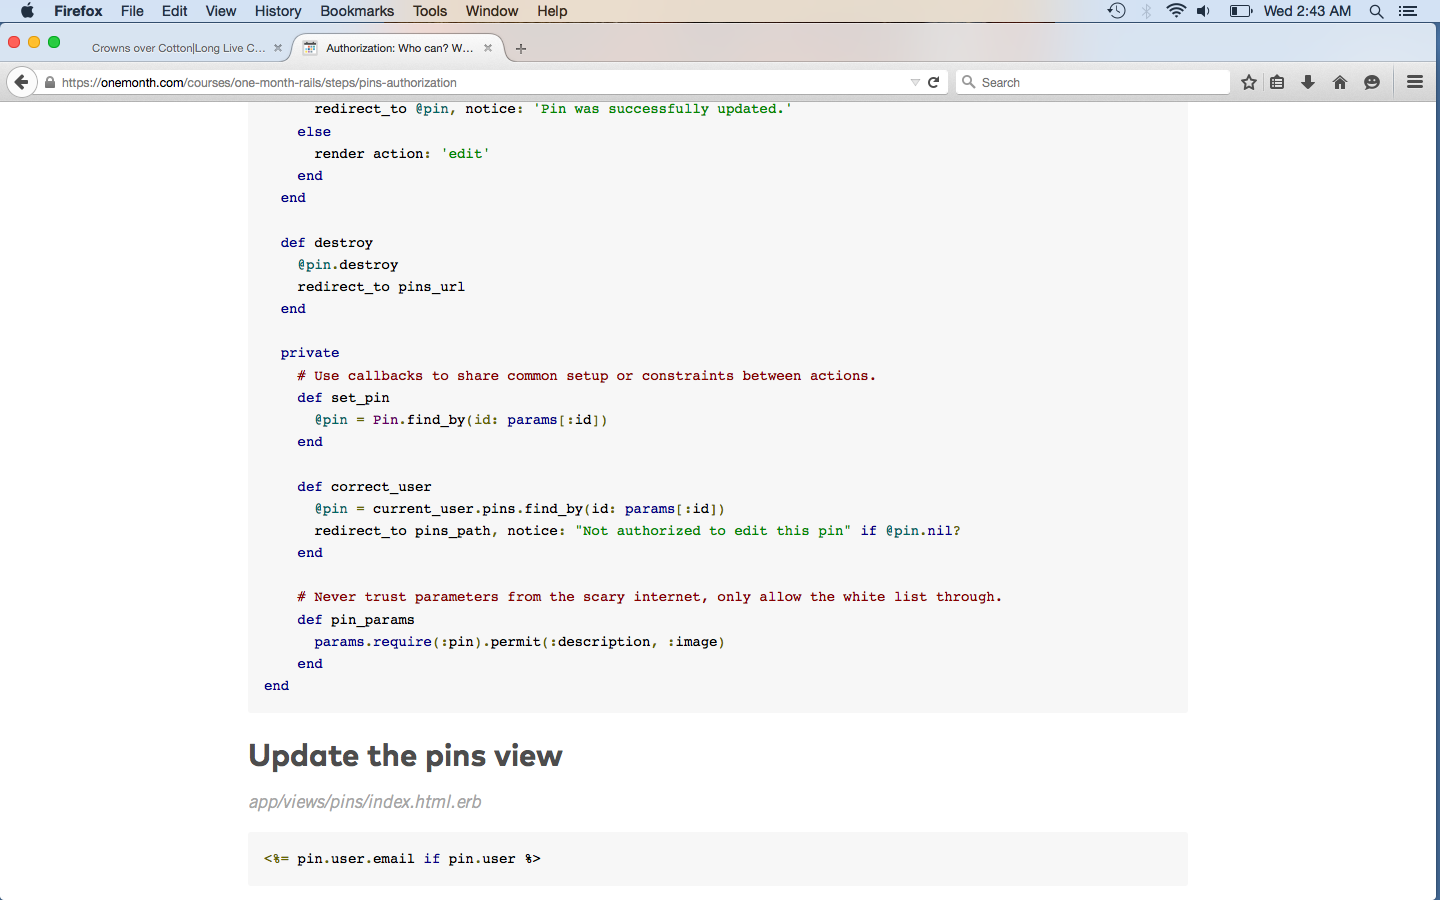 Firefox File Edit View History Bookmarks Tools Window Help Wed 2:43 AM
Crowns over Cotton|Long Live C... Authorization: Who can? W...
https://onemonth.com/courses/one-month-rails/steps/pins-authorization Search
redirect_to @pin, notice: 'Pin was successfully updated.'
else
render action: 'edit'
end
end
def destroy
@pin.destroy
redirect_to pins_url
end
private
# Use callbacks to share common setup or constraints between actions.
def set_pin
@pin = Pin.find_by(id: params[:id])
end
def correct_user
@pin = current_user.pins.find_by(id: params[:id])
redirect_to pins_path, notice: "Not authorized to edit this pin" if @pin.nil?
end
# Never trust parameters from the scary internet, only allow the white list through.
def pin_params
params.require(:pin).permit(:description, :image)
end
end
Update the pins view
app/views/pins/index.html.erb
<%= pin.user.email if pin.user %>